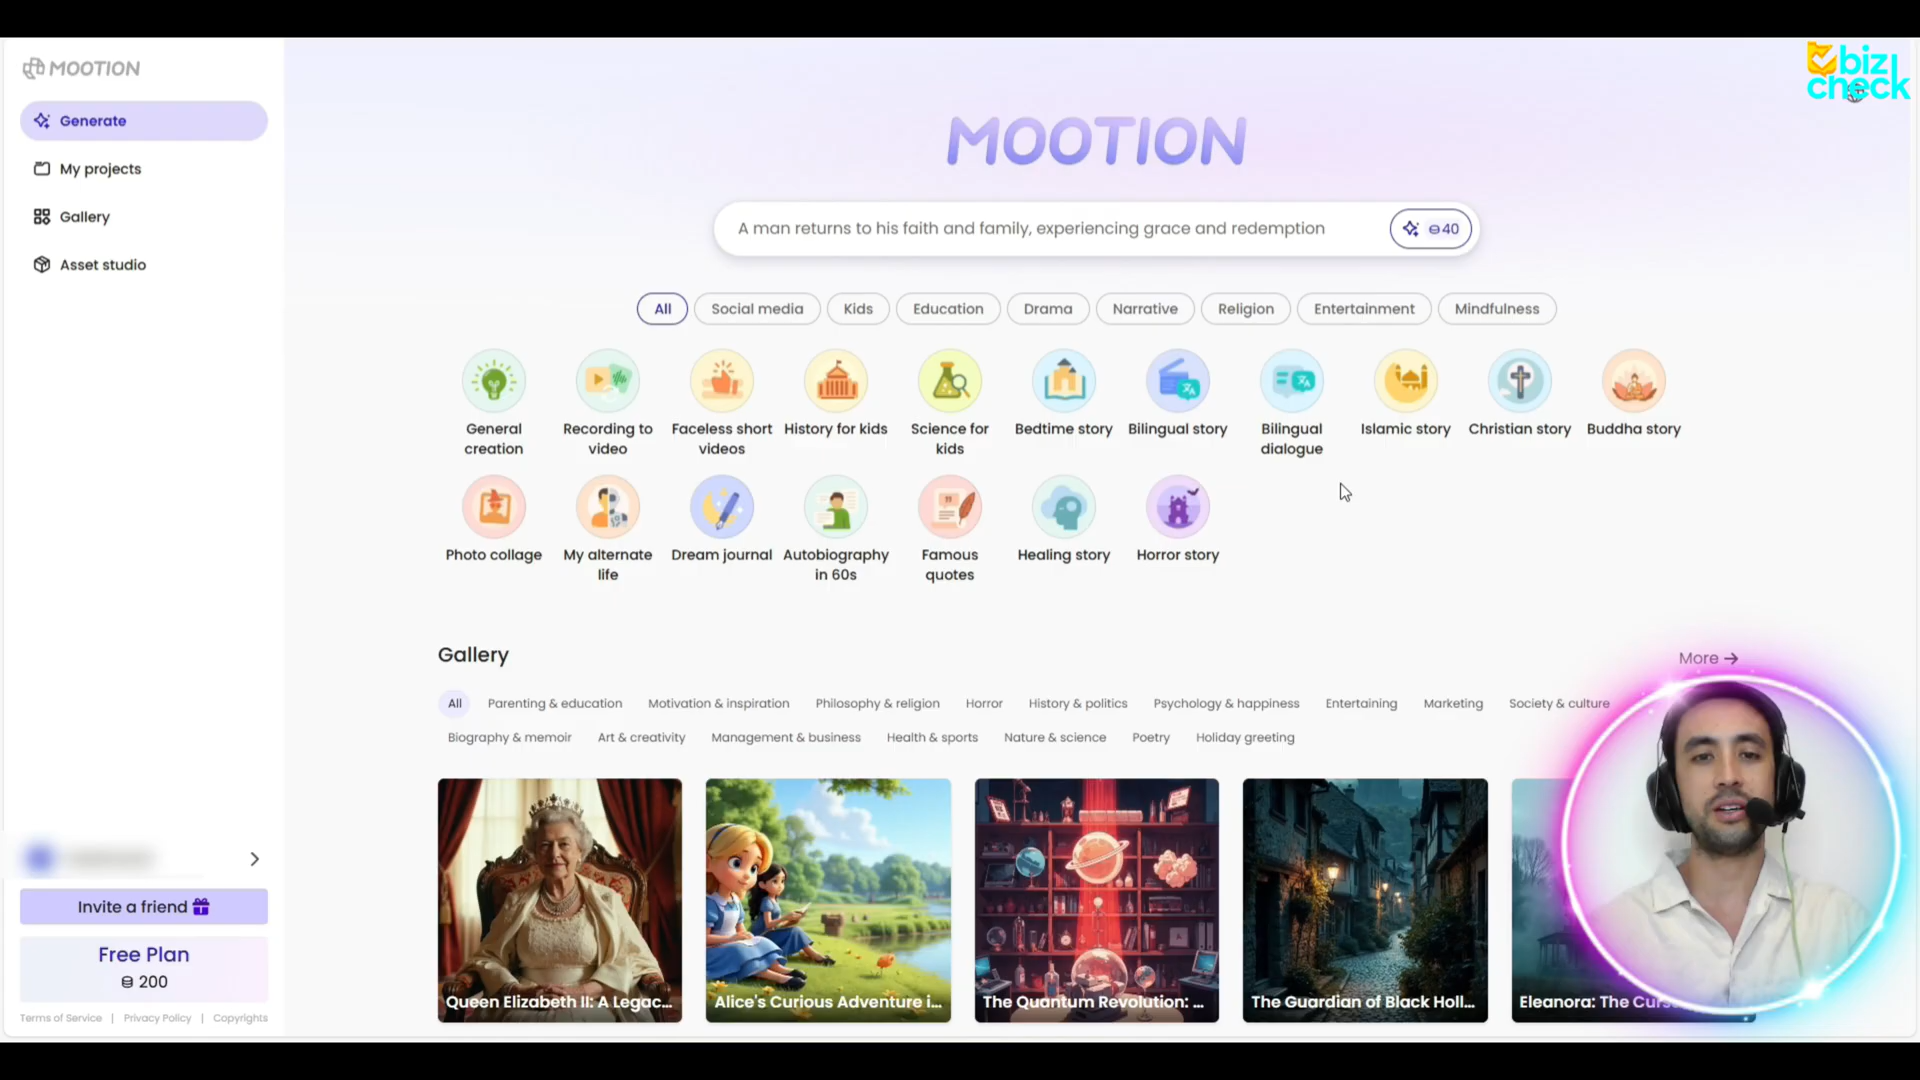 MOOTION
biz
check
Generate
My projects
Gallery
Asset studio
MOOTION
A man returns to his faith and family, experiencing grace and redemption
40
All
Social media
Kids
Education
Drama
Narrative
Religion
Entertainment
Mindfulness
General
creation
Recording to
video
Faceless short
videos
History for kids
Science for
kids
Bedtime story
Bilingual story
Bilingual
dialogue
Islamic story
Christian story
Buddha story
Photo collage
My alternate
life
Dream journal
Autobiography
in 60s
Famous
quotes
Healing story
Horror story
Gallery
More →
All
Parenting & education
Motivation & inspiration
Philosophy & religion
Horror
History & politics
Psychology & happiness
Entertaining
Marketing
Society & culture
Biography & memoir
Art & creativity
Management & business
Health & sports
Nature & science
Poetry
Holiday greeting
Queen Elizabeth II: A Legac...
Alice's Curious Adventure i...
The Quantum Revolution: ...
The Guardian of Black Holl...
Eleanora: The
Invite a friend
Free Plan
200
Terms of Service | Privacy Policy | Copyrights